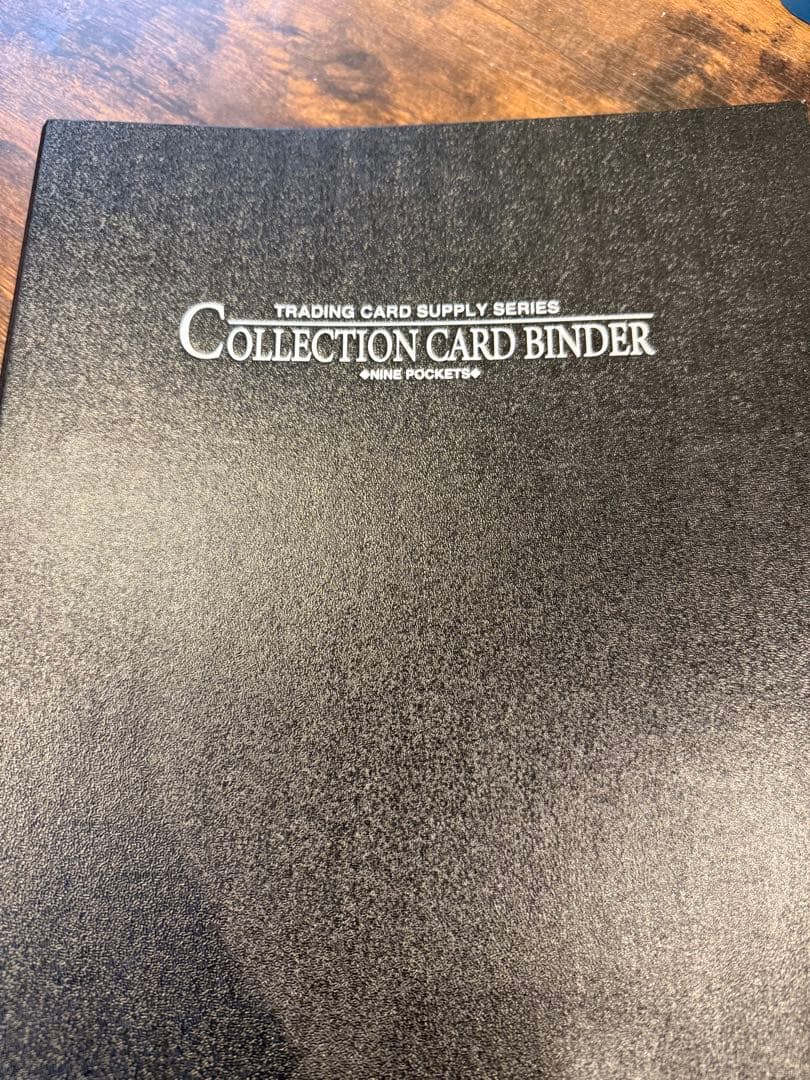 TRADING CARD SUPPLY SERIES
COLLECTION CARD BINDER
◆NINE POCKETS◆